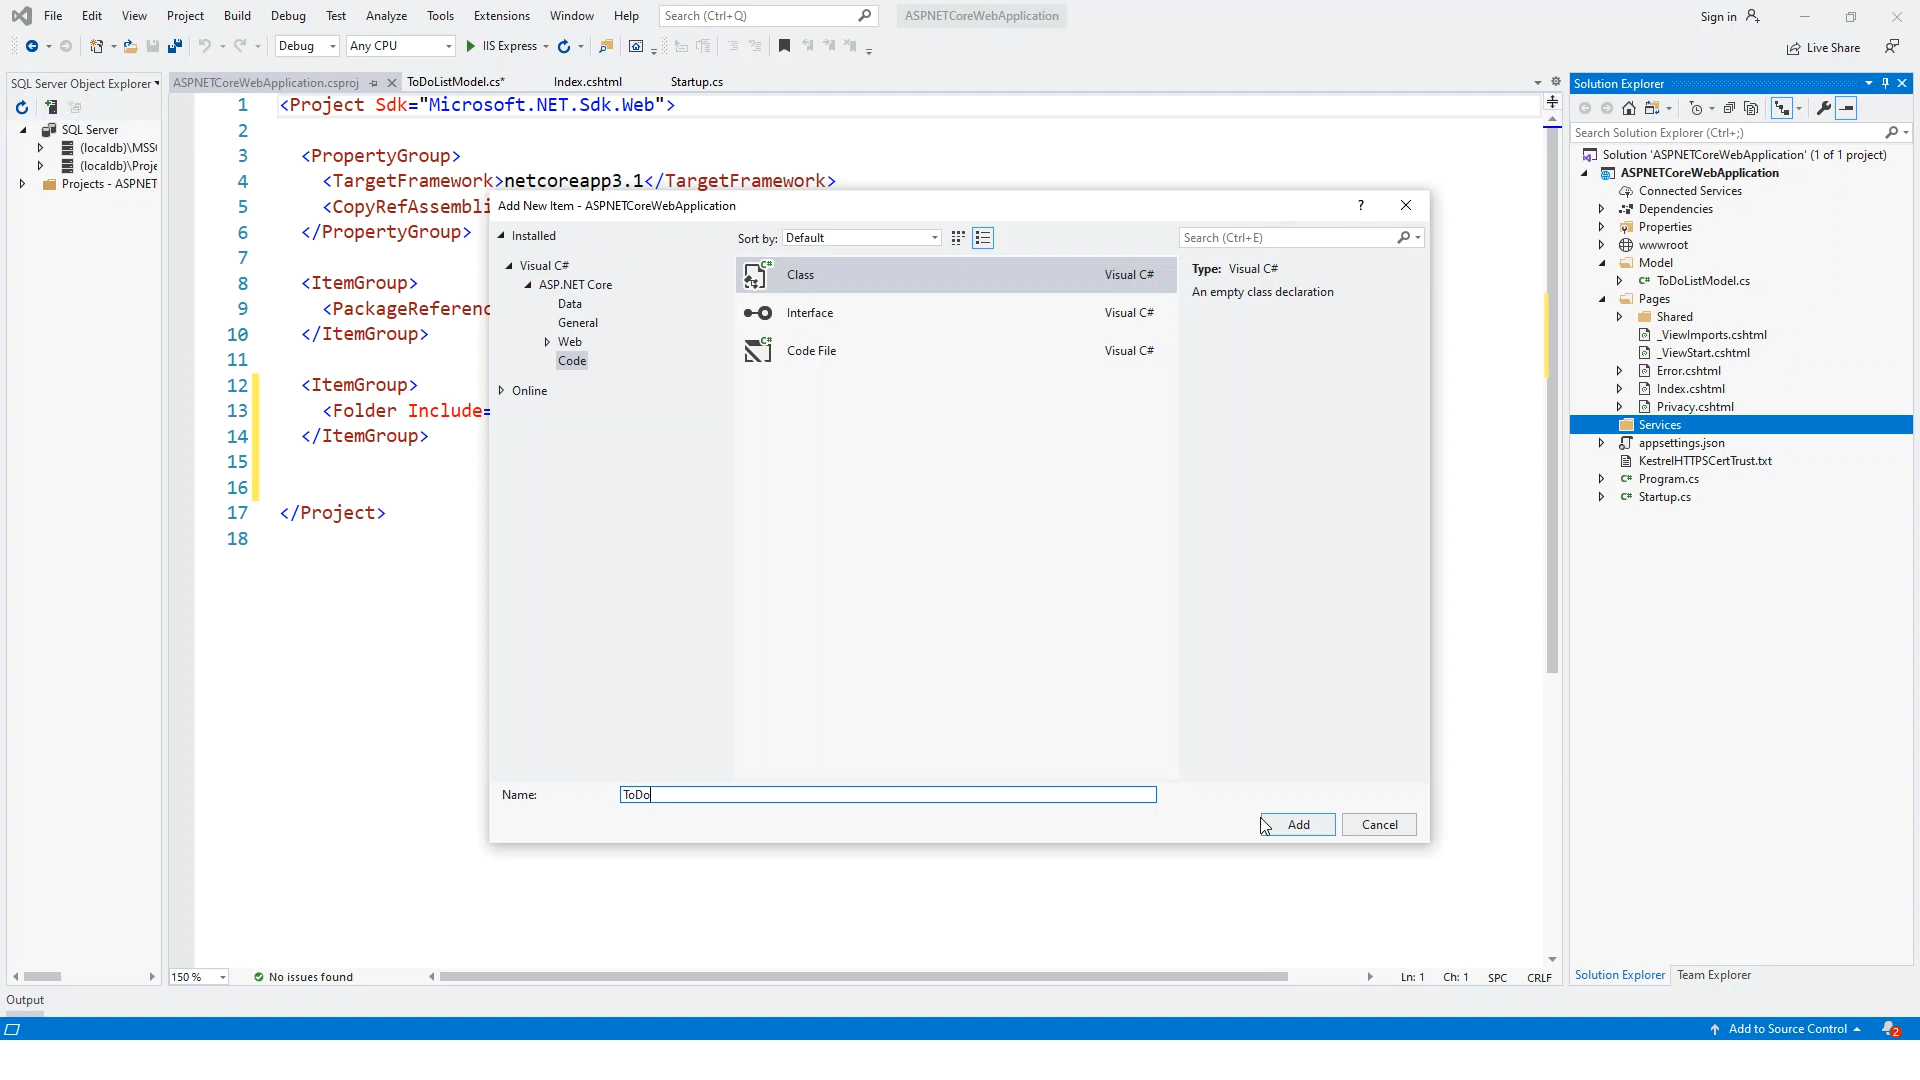 File Edit View Project Build Debug Test Analyze Tools Extensions Window Help Search (Ctrl+Q) ASPNETCoreWebApplication Sign in
Debug Any CPU IIS Express Live Share
SQL Server Object Explorer
SQL Server
(localdb)\MSS
(localdb)\Proje
Projects - ASPNET
ASPNETCoreWebApplication.csproj ToDoListModel.cs* Index.cshtml Startup.cs
1 <Project Sdk="Microsoft.NET.Sdk.Web">
2
3 <PropertyGroup>
4 <TargetFramework>netcoreapp3.1</TargetFramework>
5 <CopyRefAssembli
6 </PropertyGroup>
7
8 <ItemGroup>
9 <PackageReferenc
10 </ItemGroup>
11
12 <ItemGroup>
13 <Folder Include=
14 </ItemGroup>
15
16
17 </Project>
18
Add New Item - ASPNETCoreWebApplication ?
Installed
Visual C#
ASP.NET Core
Data
General
Web
Code
Online
Sort by: Default
Search (Ctrl+E)
Class Visual C#
Interface Visual C#
Code File Visual C#
Type: Visual C#
An empty class declaration
Name: ToDo
Add Cancel
150 % No issues found Ln: 1 Ch: 1 SPC CRLF
Solution Explorer
Search Solution Explorer (Ctrl+;)
Solution 'ASPNETCoreWebApplication' (1 of 1 project)
ASPNETCoreWebApplication
Connected Services
Dependencies
Properties
wwwroot
Model
C# ToDoListModel.cs
Pages
Shared
_ViewImports.cshtml
_ViewStart.cshtml
Error.cshtml
Index.cshtml
Privacy.cshtml
Services
appsettings.json
KestrelHTTPSCertTrust.txt
C# Program.cs
C# Startup.cs
Solution Explorer Team Explorer
Output
Add to Source Control 2